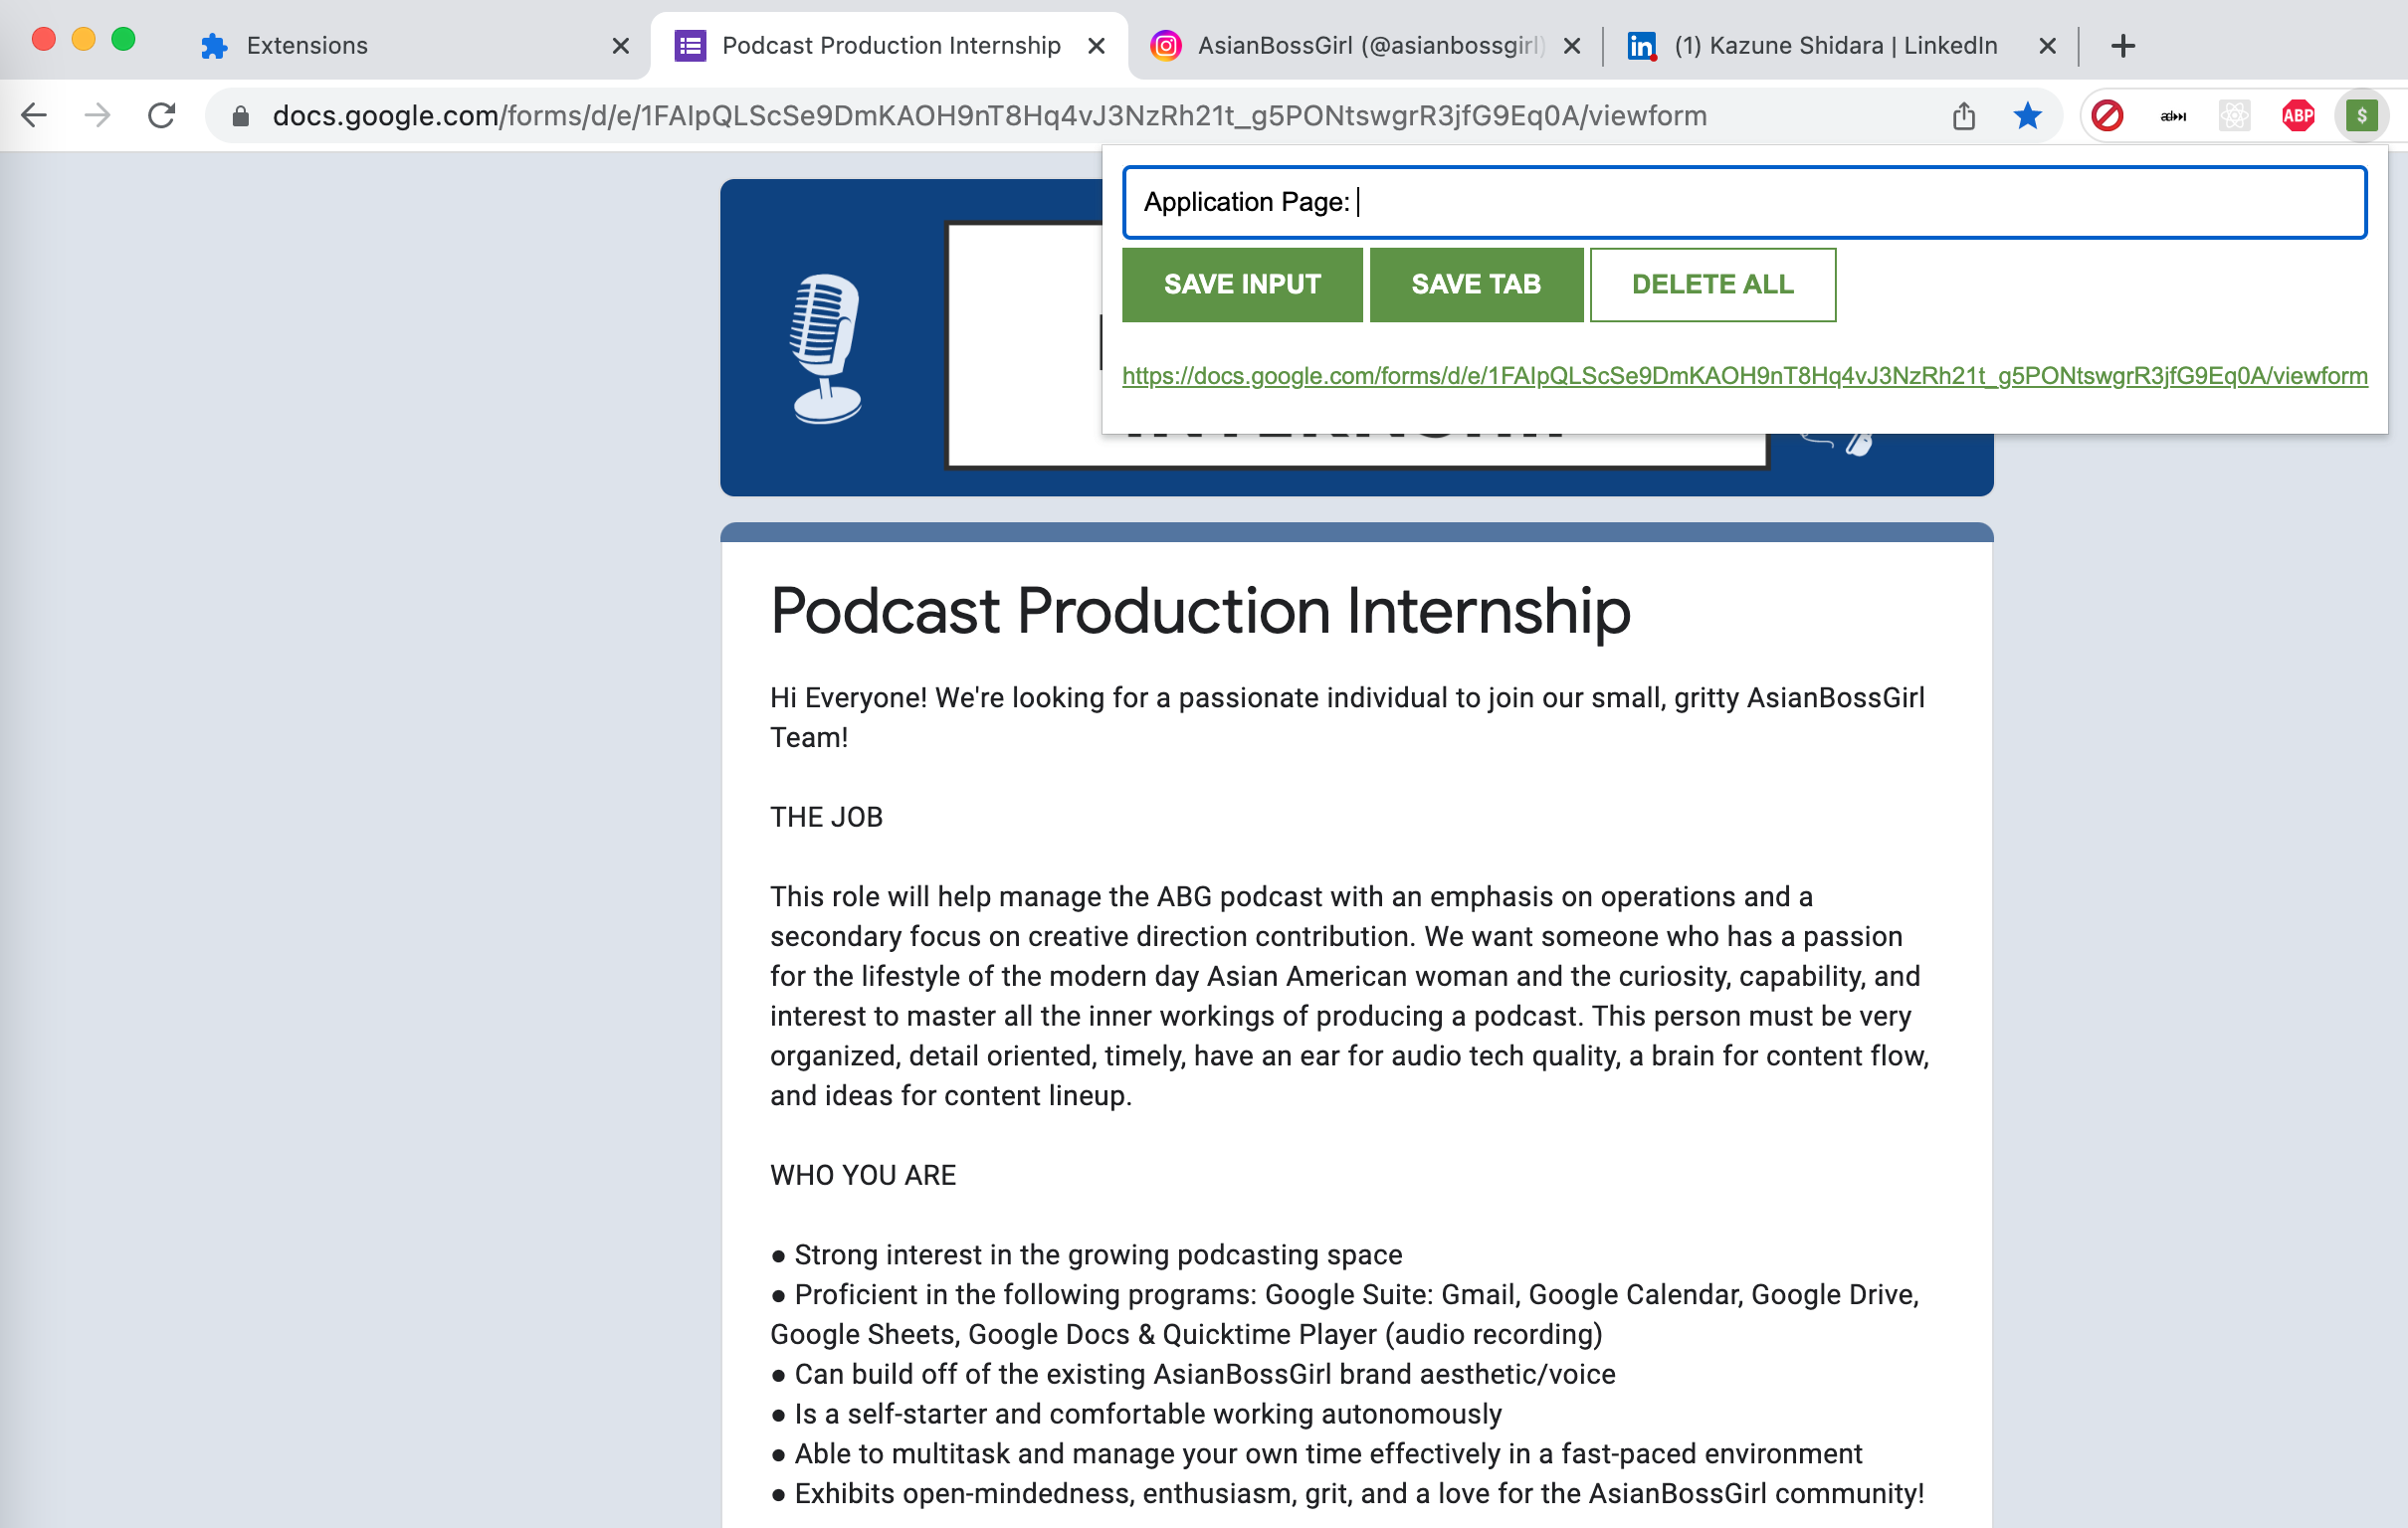 Extensions
Podcast Production Internship
AsianBossGirl (@asianbossgirl)
(1) Kazune Shidara | LinkedIn
docs.google.com/forms/d/e/1FAIpQLScSe9DmKAOH9nT8Hq4vJ3NzRh21t_g5PONtswgrR3jfG9Eq0A/viewform
ABP
$
Application Page:
SAVE INPUT
SAVE TAB
DELETE ALL
https://docs.google.com/forms/d/e/1FAIpQLScSe9DmKAOH9nT8Hq4vJ3NzRh21t_g5PONtswgrR3jfG9Eq0A/viewform
Podcast Production Internship
Hi Everyone! We're looking for a passionate individual to join our small, gritty AsianBossGirl
Team!
THE JOB
This role will help manage the ABG podcast with an emphasis on operations and a
secondary focus on creative direction contribution. We want someone who has a passion
for the lifestyle of the modern day Asian American woman and the curiosity, capability, and
interest to master all the inner workings of producing a podcast. This person must be very
organized, detail oriented, timely, have an ear for audio tech quality, a brain for content flow,
and ideas for content lineup.
WHO YOU ARE
● Strong interest in the growing podcasting space
● Proficient in the following programs: Google Suite: Gmail, Google Calendar, Google Drive,
Google Sheets, Google Docs & Quicktime Player (audio recording)
● Can build off of the existing AsianBossGirl brand aesthetic/voice
● Is a self-starter and comfortable working autonomously
● Able to multitask and manage your own time effectively in a fast-paced environment
● Exhibits open-mindedness, enthusiasm, grit, and a love for the AsianBossGirl community!